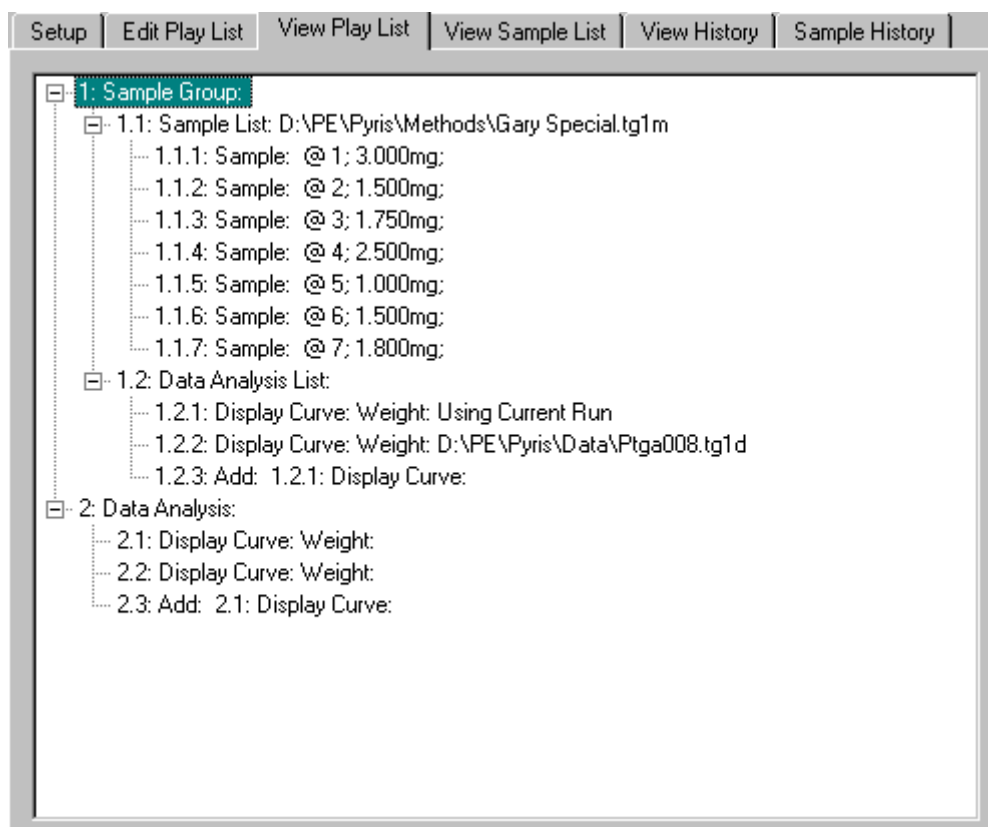 Setup Edit Play List View Play List View Sample List View History Sample History
1: Sample Group:
1.1: Sample List: D:\PE\Pyris\Methods\Gary Special.tg1m
1.1.1: Sample: @ 1; 3.000mg;
1.1.2: Sample: @ 2; 1.500mg;
1.1.3: Sample: @ 3; 1.750mg;
1.1.4: Sample: @ 4; 2.500mg;
1.1.5: Sample: @ 5; 1.000mg;
1.1.6: Sample: @ 6; 1.500mg;
1.1.7: Sample: @ 7; 1.800mg;
1.2: Data Analysis List:
1.2.1: Display Curve: Weight: Using Current Run
1.2.2: Display Curve: Weight: D:\PE\Pyris\Data\Ptga008.tg1d
1.2.3: Add: 1.2.1: Display Curve:
2: Data Analysis:
2.1: Display Curve: Weight:
2.2: Display Curve: Weight:
2.3: Add: 2.1: Display Curve: